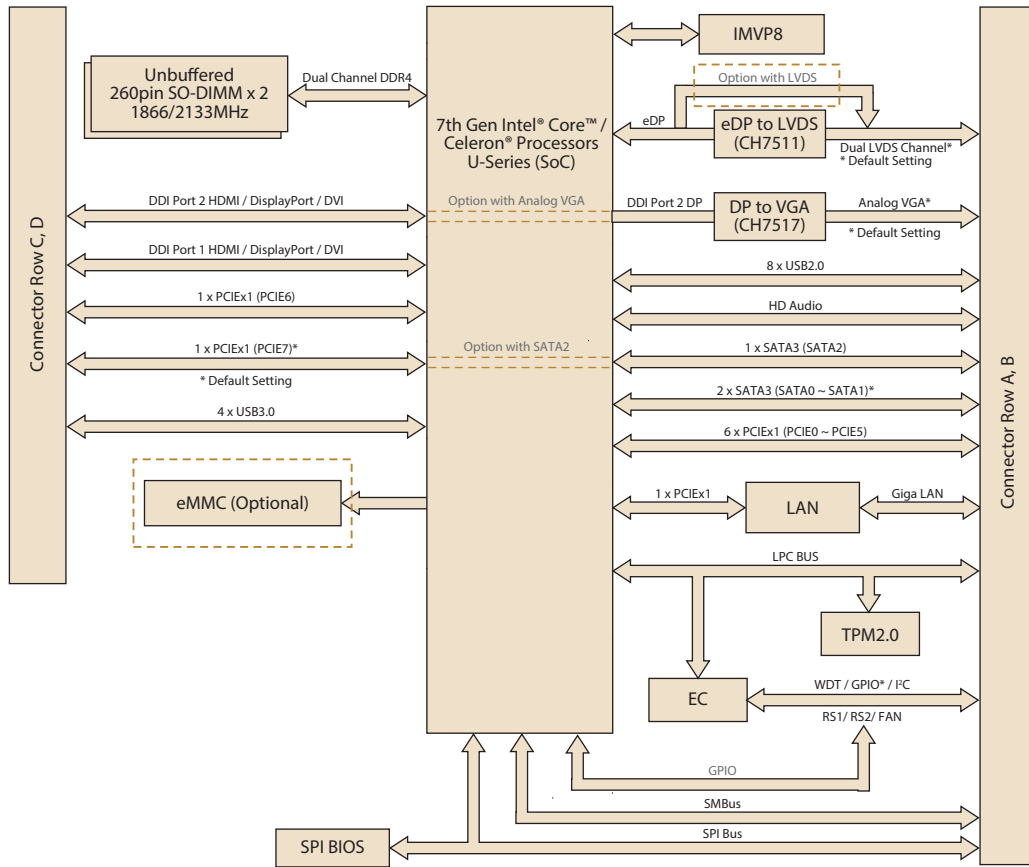 Connector Row C, D
Unbuffered
260pin SO-DIMM x 2
1866/2133MHz
Dual Channel DDR4
7th Gen Intel® Core™ /
Celeron® Processors
U-Series (SoC)
IMVP8
Option with LVDS
eDP
eDP to LVDS
(CH7511)
Dual LVDS Channel*
* Default Setting
DDI Port 2 HDMI / DisplayPort / DVI
Option with Analog VGA
DDI Port 2 DP
DP to VGA
(CH7517)
Analog VGA*
* Default Setting
DDI Port 1 HDMI / DisplayPort / DVI
8 x USB2.0
1 x PCIEx1 (PCIE6)
HD Audio
1 x PCIEx1 (PCIE7)*
* Default Setting
Option with SATA2
1 x SATA3 (SATA2)
2 x SATA3 (SATA0 ~ SATA1)*
4 x USB3.0
6 x PCIEx1 (PCIE0 ~ PCIE5)
eMMC (Optional)
1 x PCIEx1
LAN
Giga LAN
LPC BUS
TPM2.0
EC
WDT / GPIO* / I²C
RS1/ RS2/ FAN
GPIO
SMBus
SPI BIOS
SPI Bus
Connector Row A, B